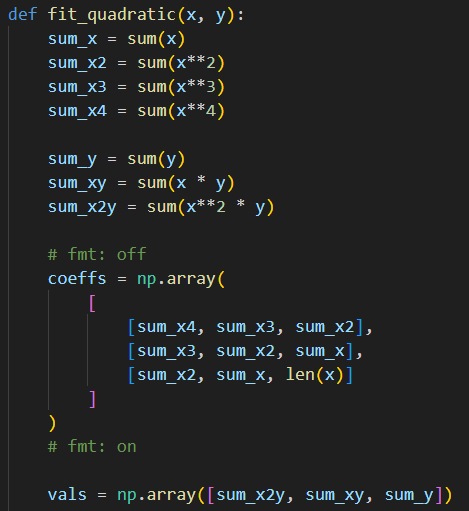 def fit_quadratic(x, y):
    sum_x = sum(x)
    sum_x2 = sum(x**2)
    sum_x3 = sum(x**3)
    sum_x4 = sum(x**4)

    sum_y = sum(y)
    sum_xy = sum(x * y)
    sum_x2y = sum(x**2 * y)

    # fmt: off
    coeffs = np.array(
        [
            [sum_x4, sum_x3, sum_x2],
            [sum_x3, sum_x2, sum_x],
            [sum_x2, sum_x, len(x)]
        ]
    )
    # fmt: on

    vals = np.array([sum_x2y, sum_xy, sum_y])